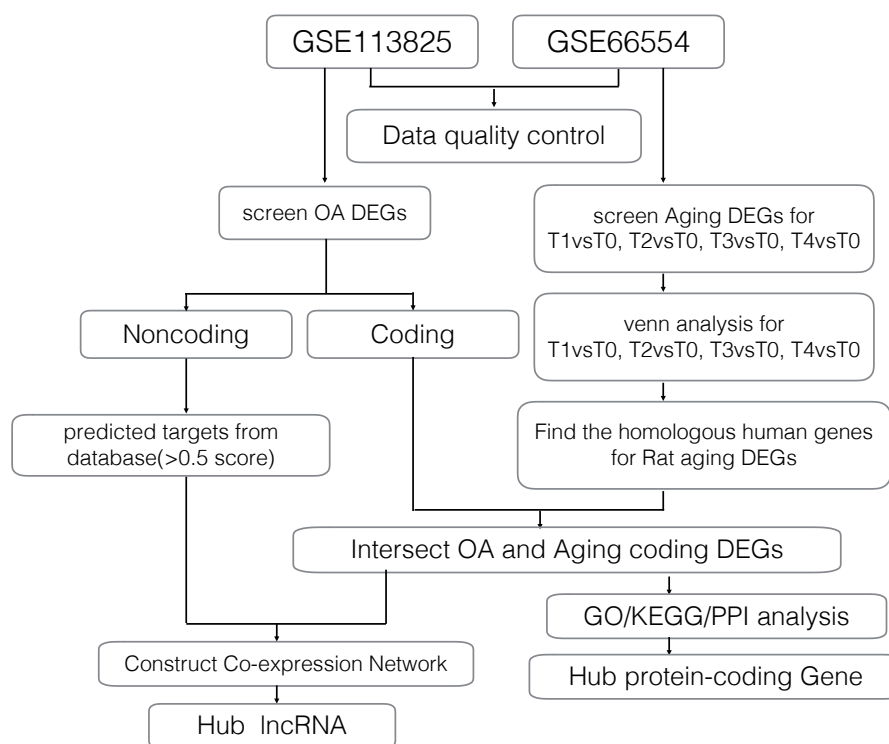 GSE113825
GSE66554
Data quality control
screen OA DEGs
screen Aging DEGs for
T1vsT0, T2vsT0, T3vsT0, T4vsT0
Noncoding
Coding
venn analysis for
T1vsT0, T2vsT0, T3vsT0, T4vsT0
predicted targets from
database(>0.5 score)
Find the homologous human genes
for Rat aging DEGs
Intersect OA and Aging coding DEGs
GO/KEGG/PPI analysis
Construct Co-expression Network
Hub protein-coding Gene
Hub lncRNA